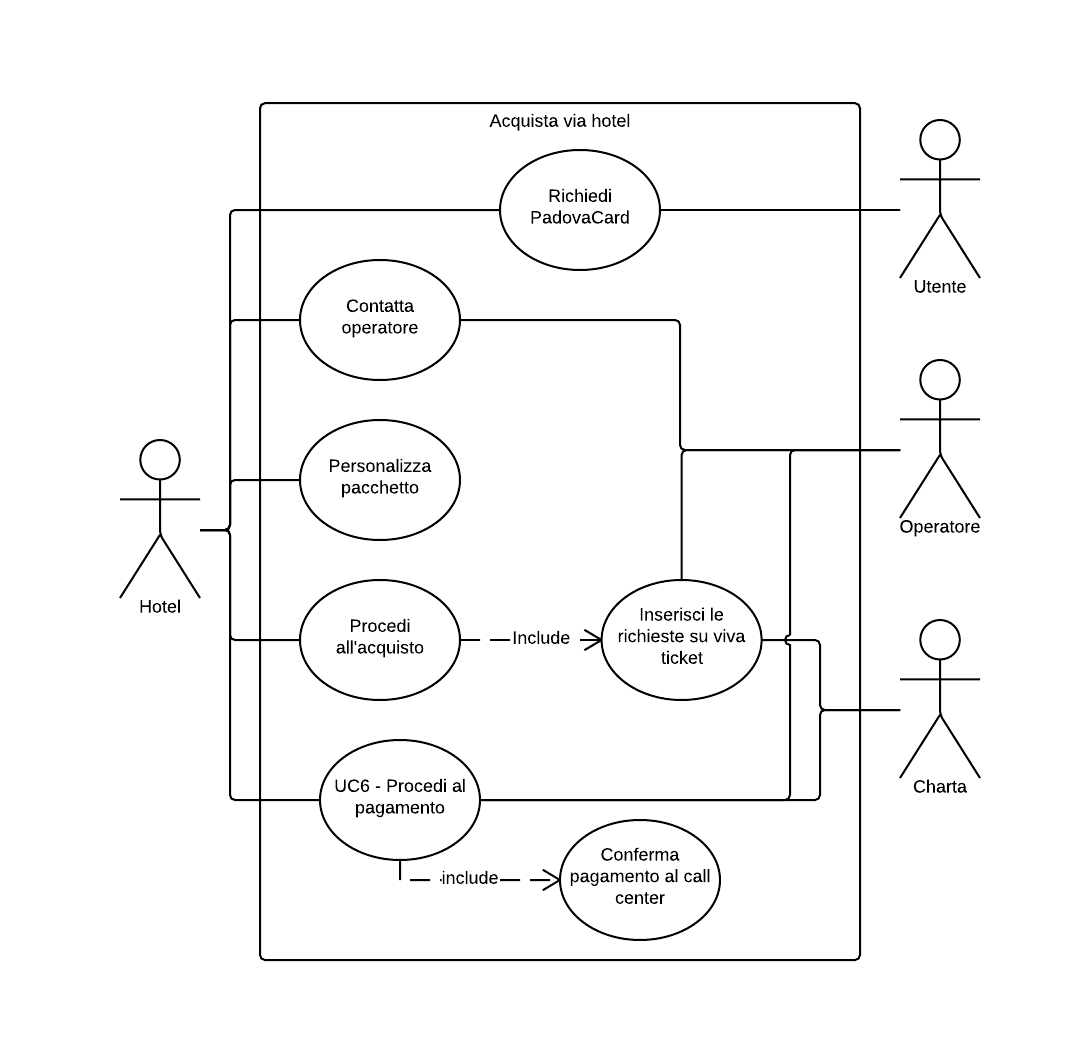 Acquista via hotel
Richiedi
PadovaCard
Utente
Contatta
operatore
Personalizza
pacchetto
Operatore
Hotel
Procedi
all'acquisto
Include
Inserisci le
richieste su viva
ticket
Charta
UC6 - Procedi al
pagamento
include
Conferma
pagamento al call
center